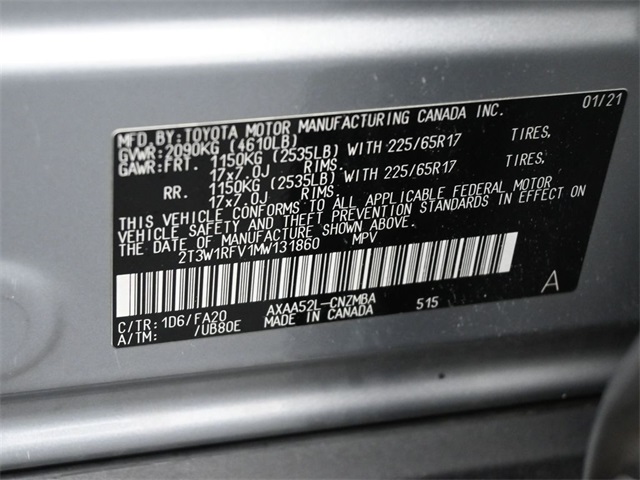 MFD.BY: TOYOTA MOTOR MANUFACTURING CANADA INC. 01/21
GVWR: 2090KG (4610LB)
GAWR:FRT. 1150KG (2535LB) WITH 225/65R17 TIRES,
17x7.0J RIMS.
RR. 1150KG (2535LB) WITH 225/65R17 TIRES,
17x7.0J RIMS.
THIS VEHICLE CONFORMS TO ALL APPLICABLE FEDERAL MOTOR
VEHICLE SAFETY AND THEFT PREVENTION STANDARDS IN EFFECT ON
THE DATE OF MANUFACTURE SHOWN ABOVE.
2T3W1RFV1MW131860 MPV
C/TR: 1D6/FA20 AXAA52L-CNZMBA 515 A
A/TM: /UB80E MADE IN CANADA